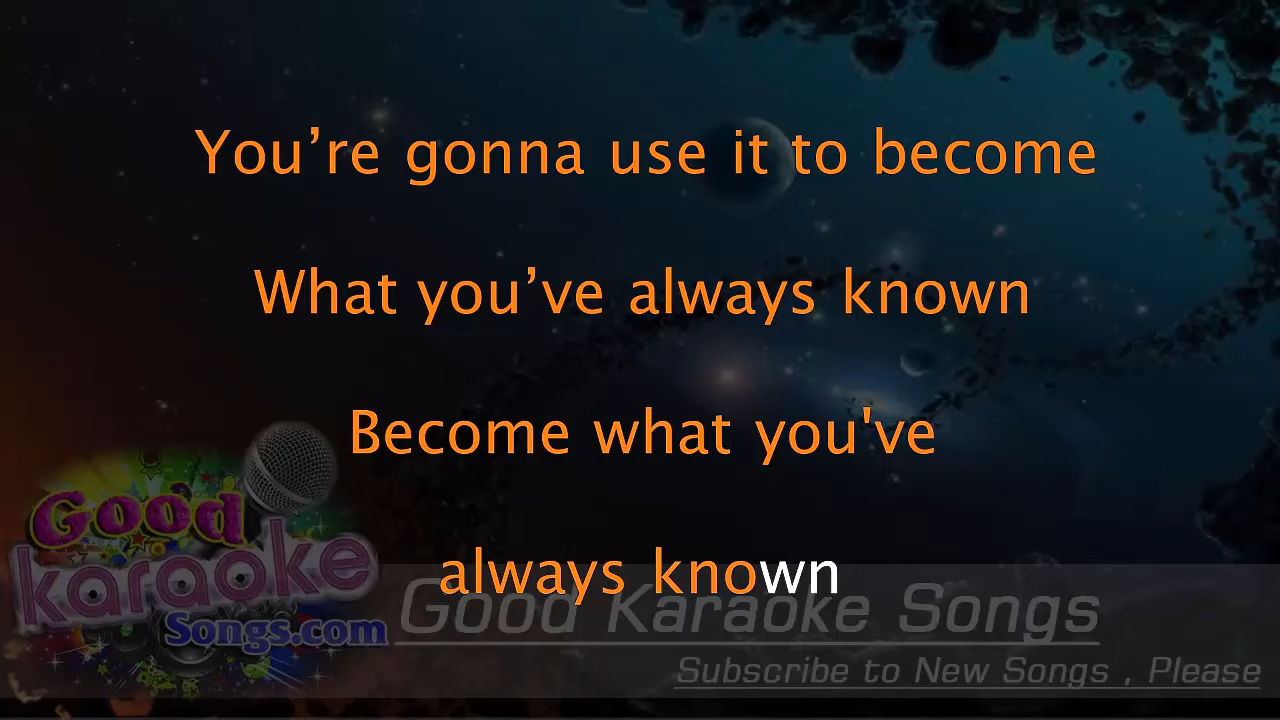 You’re gonna use it to become
What you’ve always known
Become what you've
always known
Good
karaoke
Songs.com
Good Karaoke Songs
Subscribe to New Songs , Please